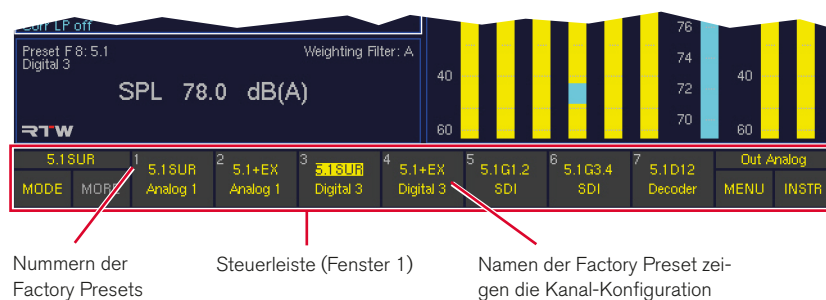 Corr LP off
Preset F 8: 5.1
Weighting Filter: A
Digital 3
SPL 78.0 dB(A)
RTW
40
60
76
74
72
70
40
60
5.1SUR
MODE
MORE
1
5.1SUR
Analog 1
2
5.1+EX
Analog 1
3
5.1SUR
Digital 3
4
5.1+EX
Digital 3
5
5.1G1.2
SDI
6
5.1G3.4
SDI
7
5.1D12
Decoder
Out Analog
MENU
INSTR
Nummern der
Factory Presets
Steuerleiste (Fenster 1)
Namen der Factory Preset zei-
gen die Kanal-Konfiguration